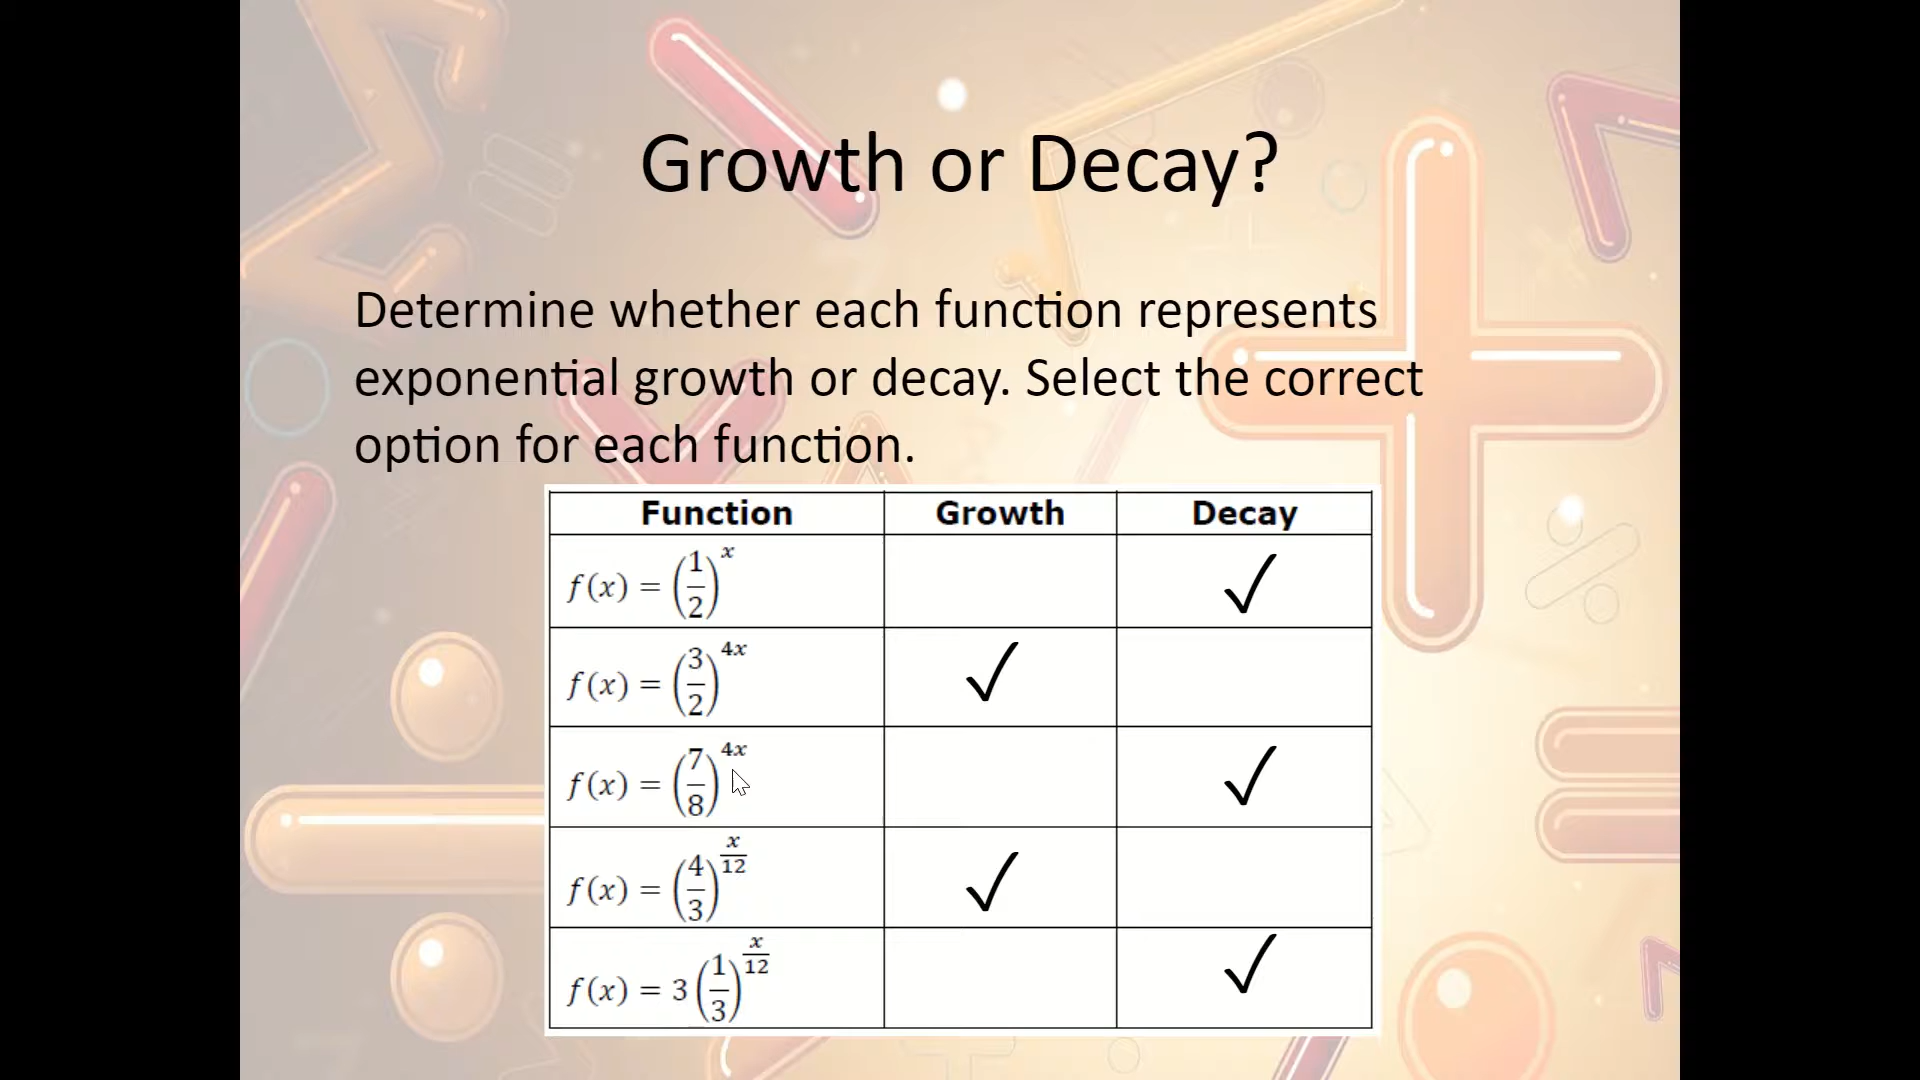 Growth or Decay?
Determine whether each function represents
exponential growth or decay. Select the correct
option for each function.
Function Growth Decay
f(x) = (1/2)^x ✓
f(x) = (3/2)^{4x} ✓
f(x) = (7/8)^{4x} ✓
f(x) = (4/3)^{x/12} ✓
f(x) = 3(1/3)^{x/12} ✓